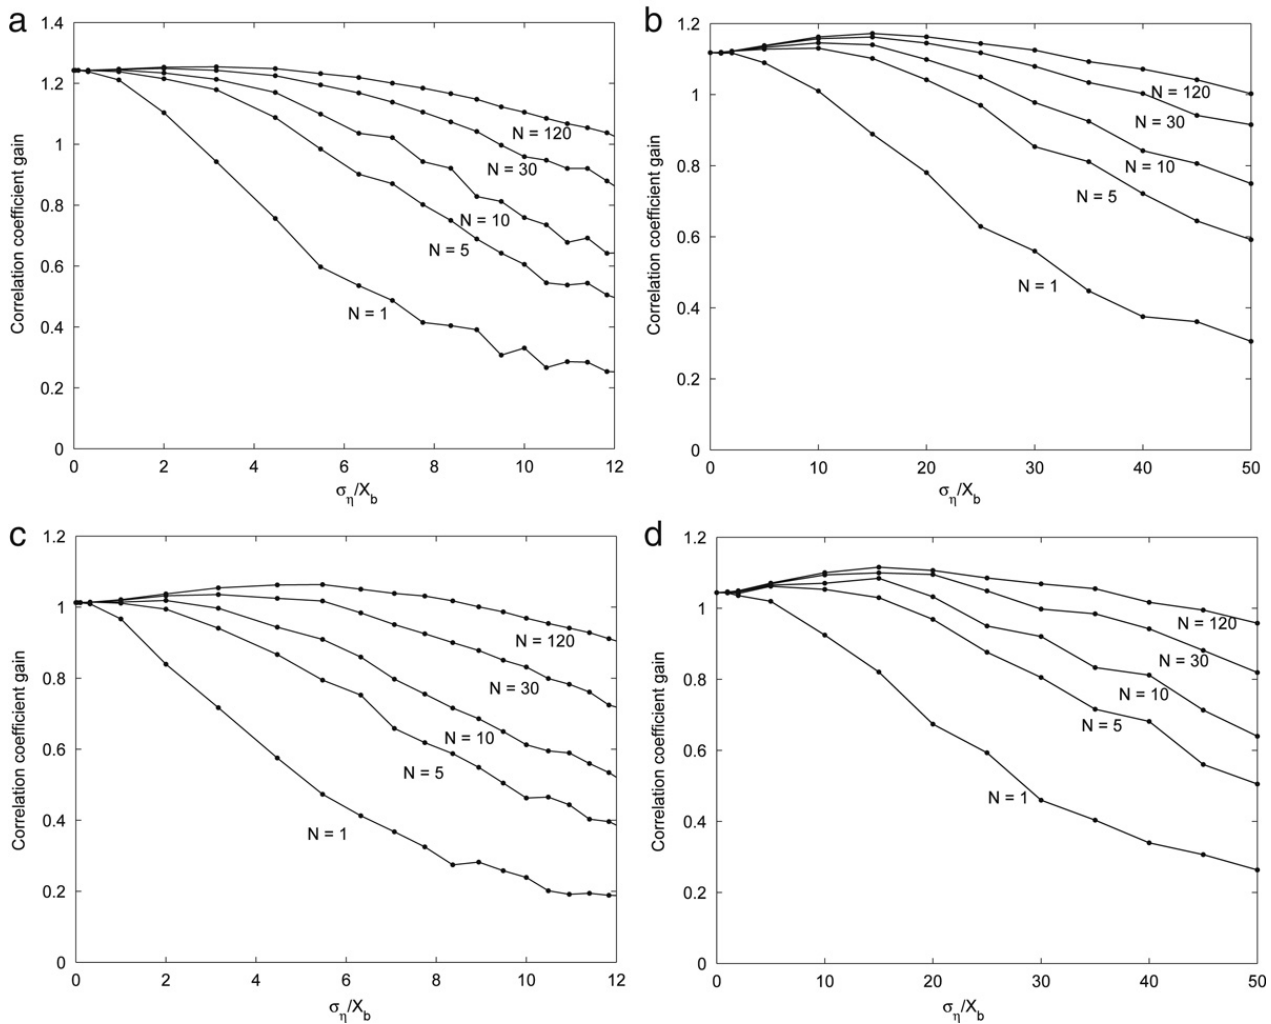 a
1.4
1.2
1
0.8
0.6
0.4
0.2
0
Correlation coefficient gain
N = 120
N = 30
N = 10
N = 5
N = 1
0 2 4 6 8 10 12
σ_η/X_b
b
1.2
1
0.8
0.6
0.4
0.2
0
Correlation coefficient gain
N = 120
N = 30
N = 10
N = 5
N = 1
0 10 20 30 40 50
σ_η/X_b
c
1.2
1
0.8
0.6
0.4
0.2
0
Correlation coefficient gain
N = 120
N = 30
N = 10
N = 5
N = 1
0 2 4 6 8 10 12
σ_η/X_b
d
1.2
1
0.8
0.6
0.4
0.2
0
Correlation coefficient gain
N = 120
N = 30
N = 10
N = 5
N = 1
0 10 20 30 40 50
σ_η/X_b